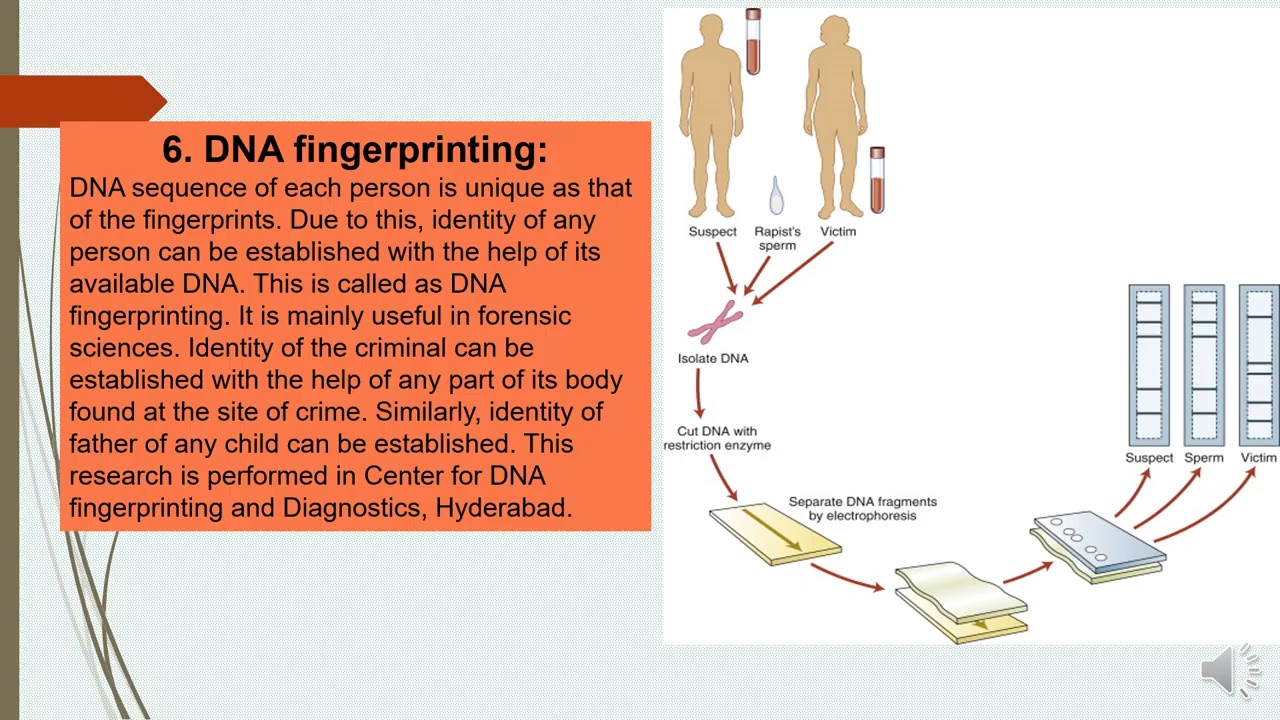 6. DNA fingerprinting:
DNA sequence of each person is unique as that
of the fingerprints. Due to this, identity of any
person can be established with the help of its
available DNA. This is called as DNA
fingerprinting. It is mainly useful in forensic
sciences. Identity of the criminal can be
established with the help of any part of its body
found at the site of crime. Similarly, identity of
father of any child can be established. This
research is performed in Center for DNA
fingerprinting and Diagnostics, Hyderabad.
Suspect
Rapist's
sperm
Victim
Isolate DNA
Cut DNA with
restriction enzyme
Separate DNA fragments
by electrophoresis
Suspect
Sperm
Victim